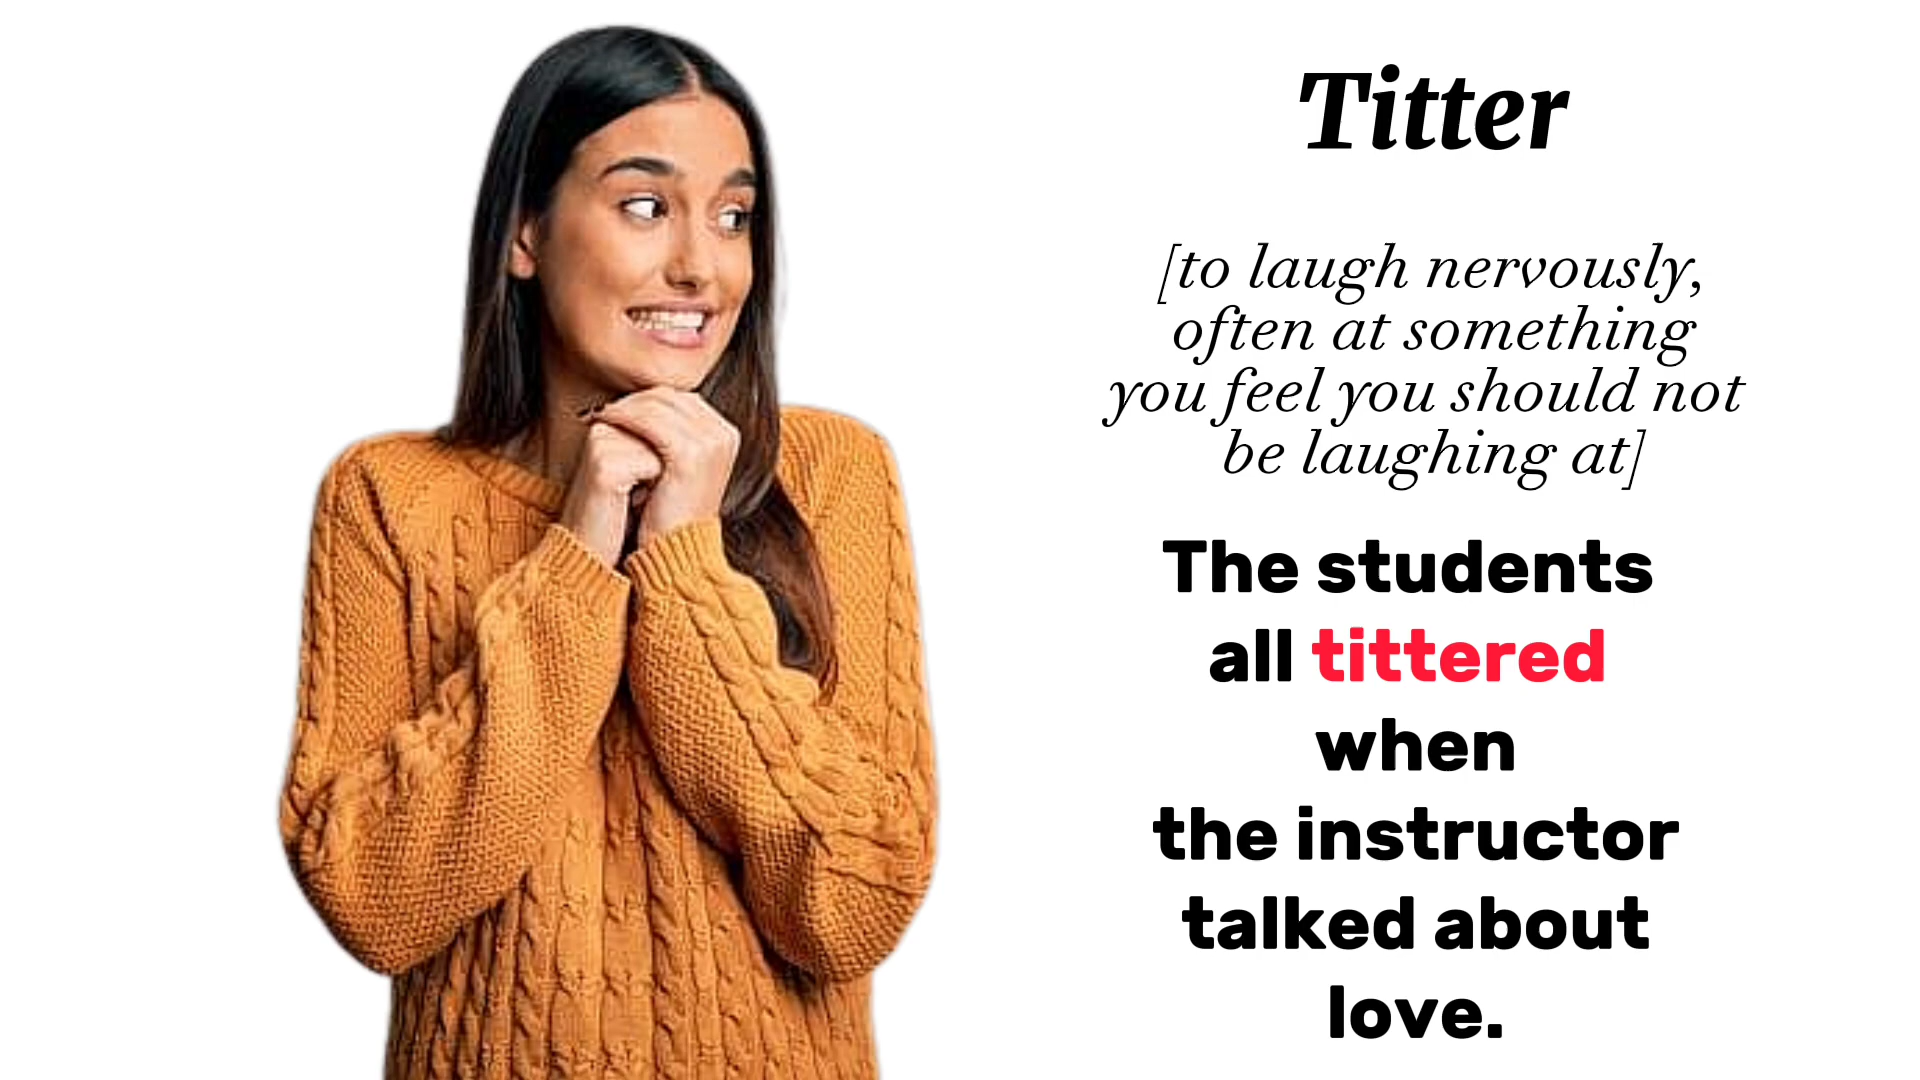 Titter
[to laugh nervously,
often at something
you feel you should not
be laughing at]
The students
all tittered
when
the instructor
talked about
love.